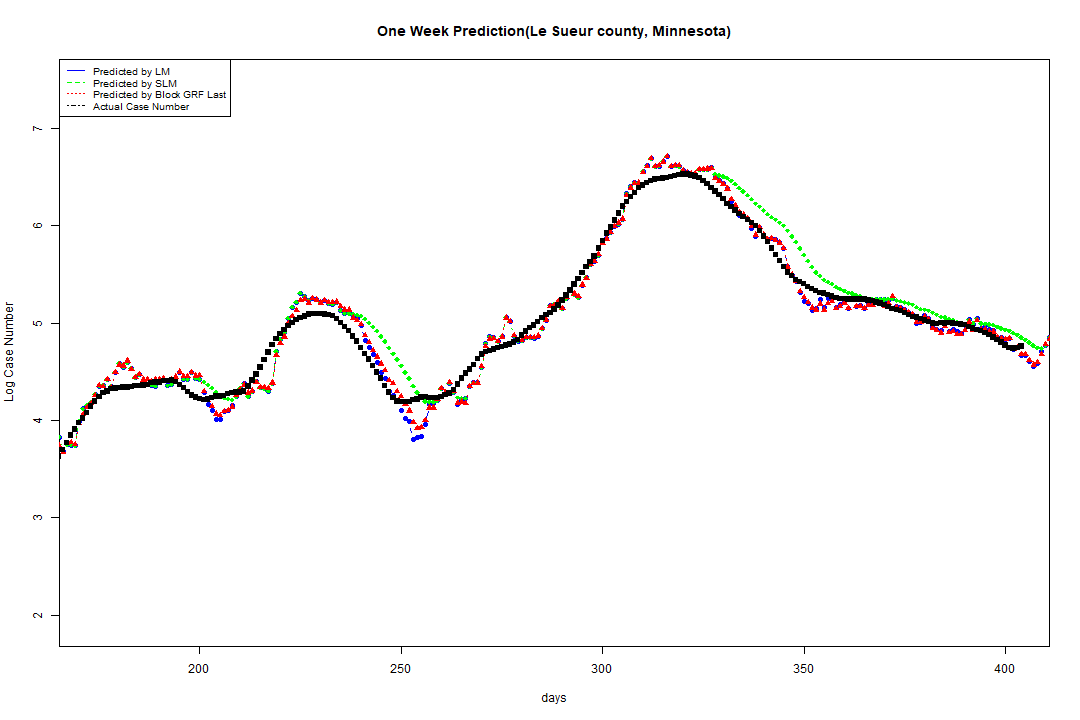 One Week Prediction(Le Sueur county, Minnesota)
Predicted by LM
Predicted by SLM
Predicted by Block GRF Last
Actual Case Number
7
6
5
4
3
2
Log Case Number
200 250 300 350 400
days